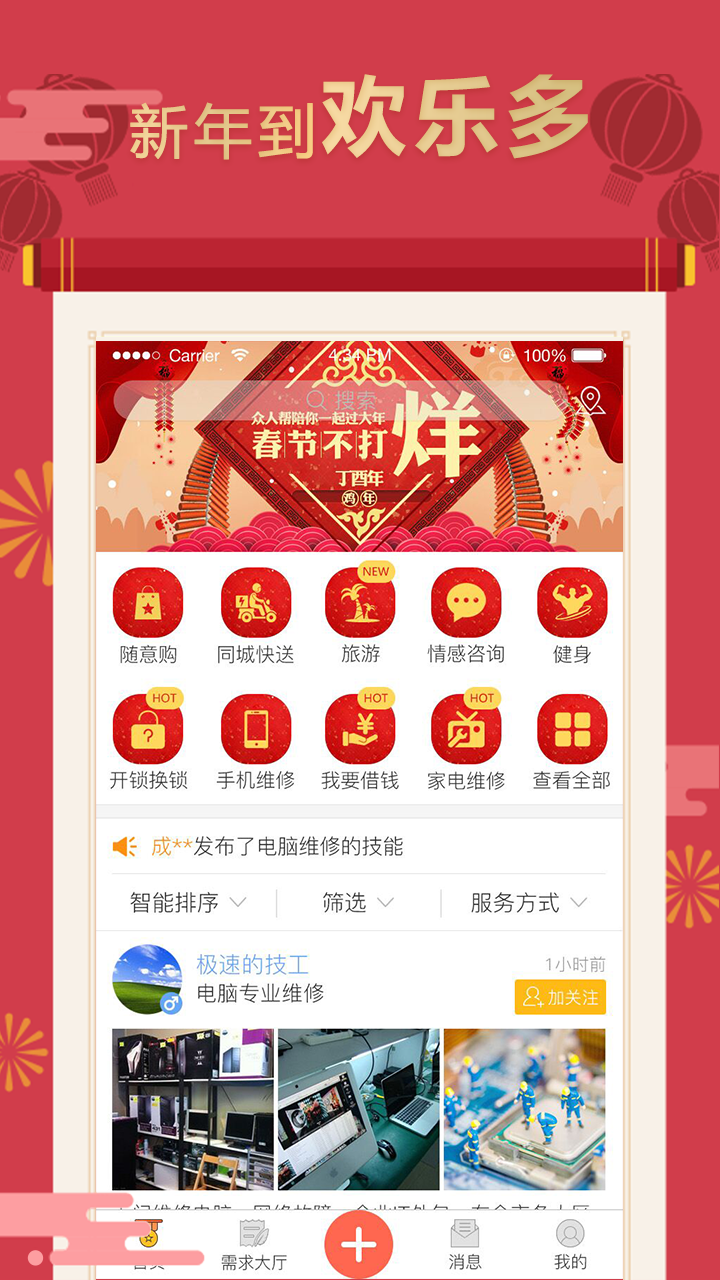 新年到欢乐多
Carrier 4:34 PM 100%
搜索
众人帮陪你一起过大年
春节不打烊
丁酉年
鸡年
NEW
随意购 同城快送 旅游 情感咨询 健身
HOT HOT HOT
开锁换锁 手机维修 我要借钱 家电维修 查看全部
成**发布了电脑维修的技能
智能排序 筛选 服务方式
极速的技工 1小时前
电脑专业维修 加关注
首页 需求大厅 消息 我的